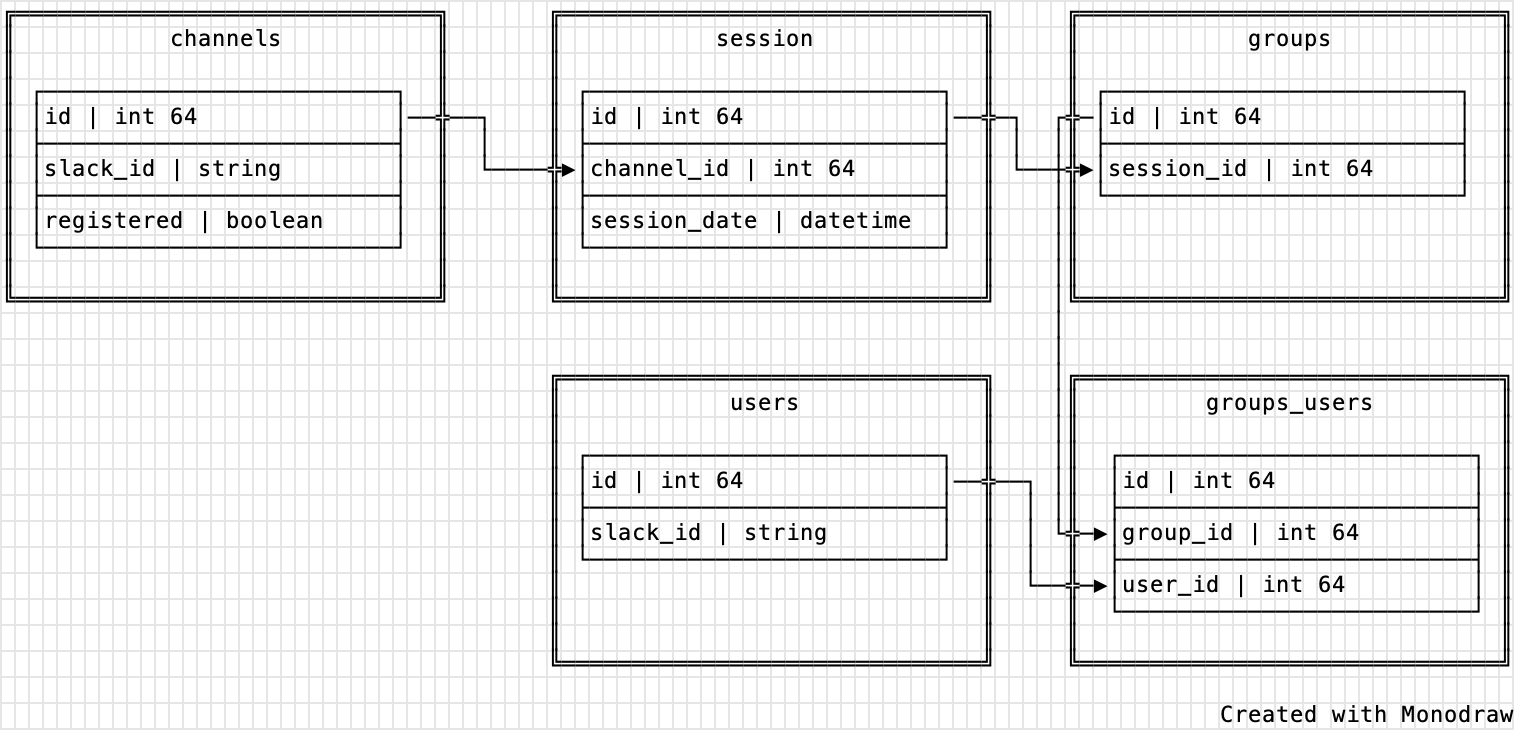 channels
id | int 64
slack_id | string
registered | boolean
session
id | int 64
channel_id | int 64
session_date | datetime
groups
id | int 64
session_id | int 64
users
id | int 64
slack_id | string
groups_users
id | int 64
group_id | int 64
user_id | int 64
Created with Monodraw